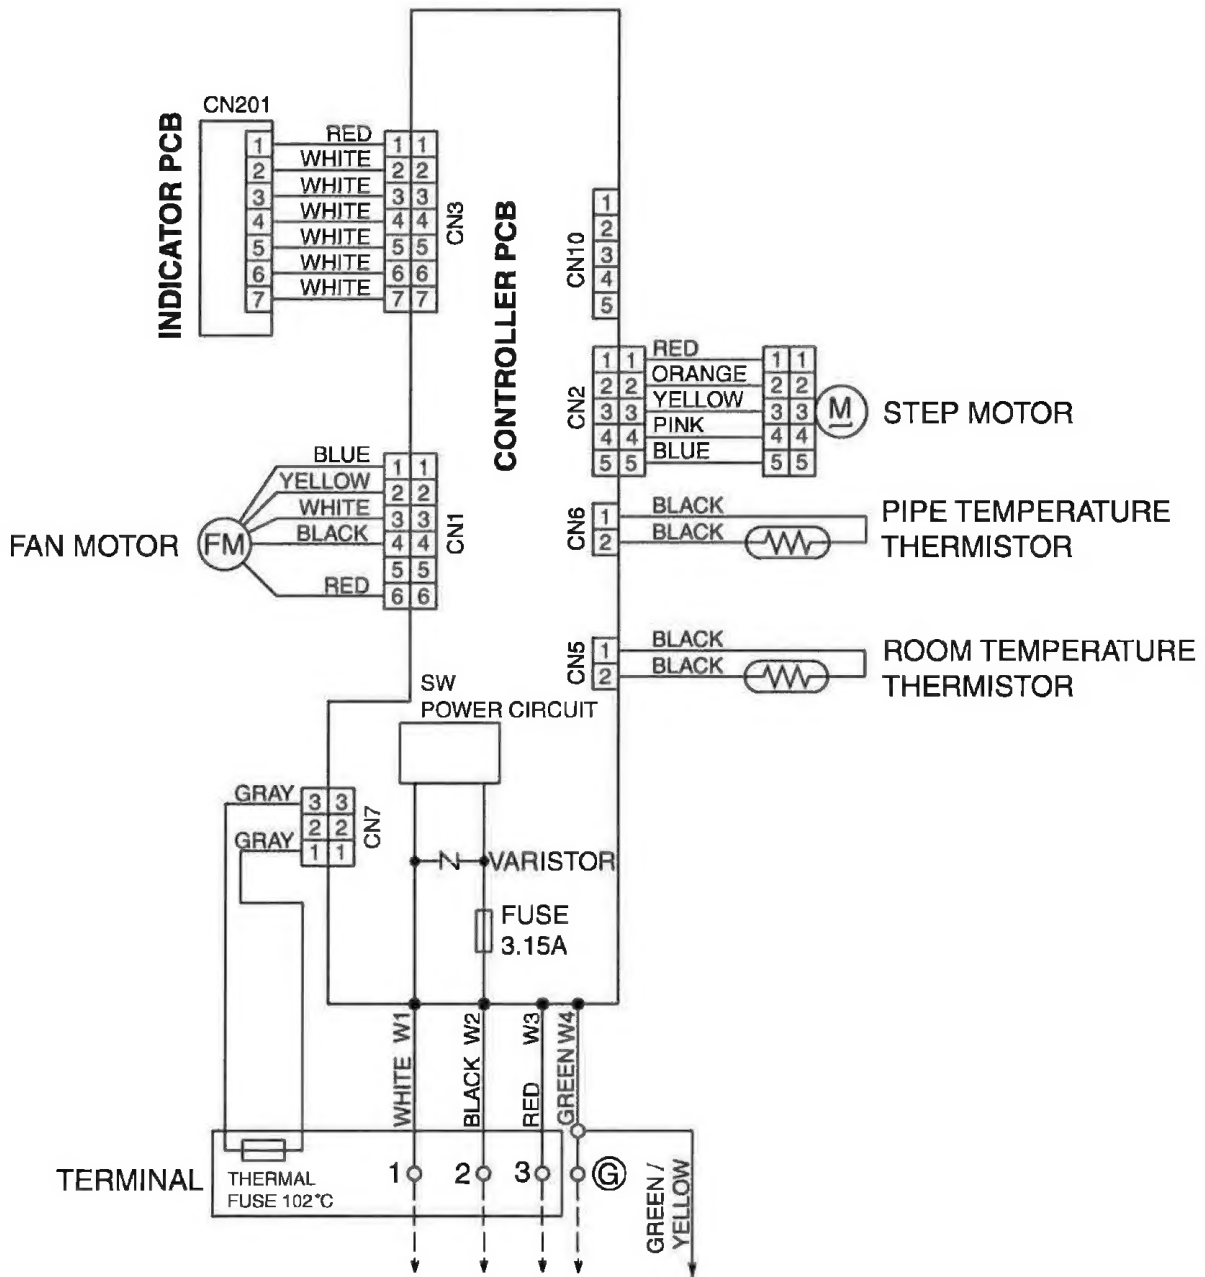 CN201
INDICATOR PCB
1 RED 1 1
2 WHITE 2 2
3 WHITE 3 3
4 WHITE 4 4
5 WHITE 5 5
6 WHITE 6 6
7 WHITE 7 7
CN3
CONTROLLER PCB
CN10
1
2
3
4
5
CN2
1 1 RED 1 1
2 2 ORANGE 2 2
3 3 YELLOW 3 3
4 4 PINK 4 4
5 5 BLUE 5 5
M
STEP MOTOR
FAN MOTOR
FM
BLUE 1 1
YELLOW 2 2
WHITE 3 3
BLACK 4 4
5 5
RED 6 6
CN1
CN6
1 BLACK
2 BLACK
PIPE TEMPERATURE
THERMISTOR
CN5
1 BLACK
2 BLACK
ROOM TEMPERATURE
THERMISTOR
SW
POWER CIRCUIT
GRAY 3 3
2 2
GRAY 1 1
CN7
VARISTOR
FUSE
3.15A
WHITE W1
BLACK W2
RED W3
GREEN W4
TERMINAL
THERMAL
FUSE 102°C
1
2
3
G
GREEN /
YELLOW